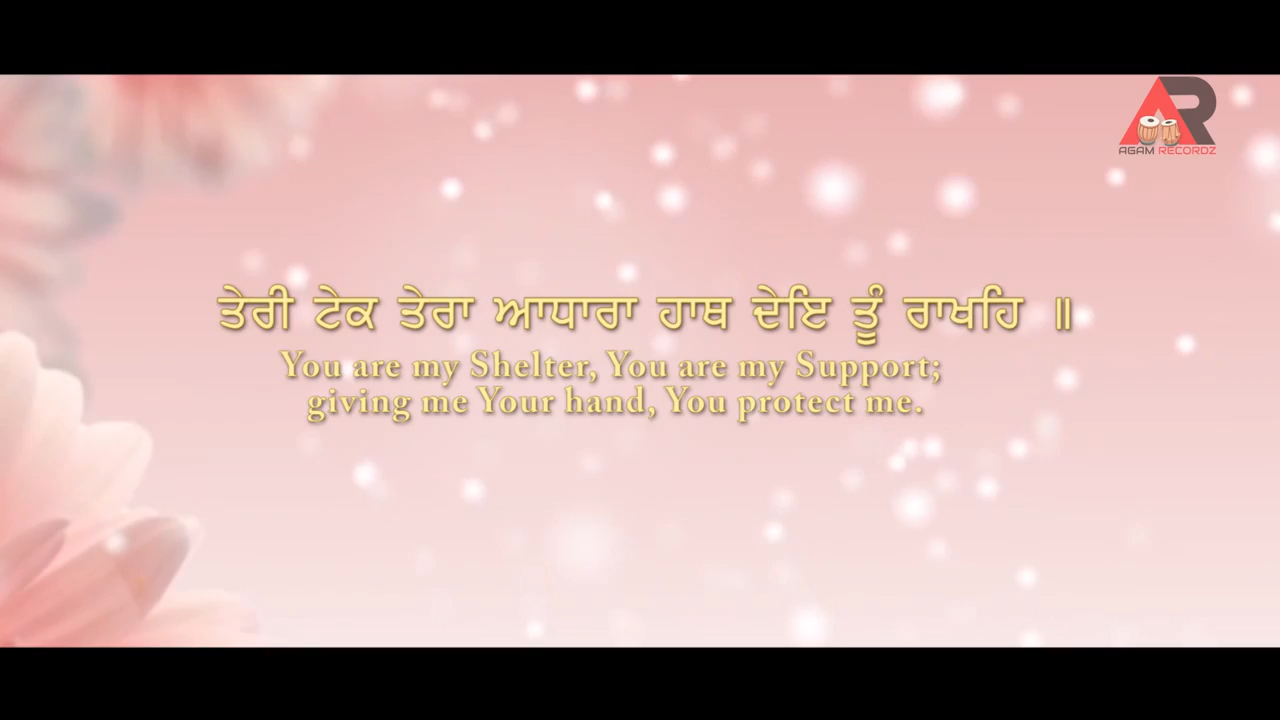 AR
AGAM RECORDZ
ਤੇਰੀ ਟੇਕ ਤੇਰਾ ਆਧਾਰਾ ਹਾਥ ਦੇਇ ਤੂੰ ਰਾਖਹਿ ॥
You are my Shelter, You are my Support;
giving me Your hand, You protect me.